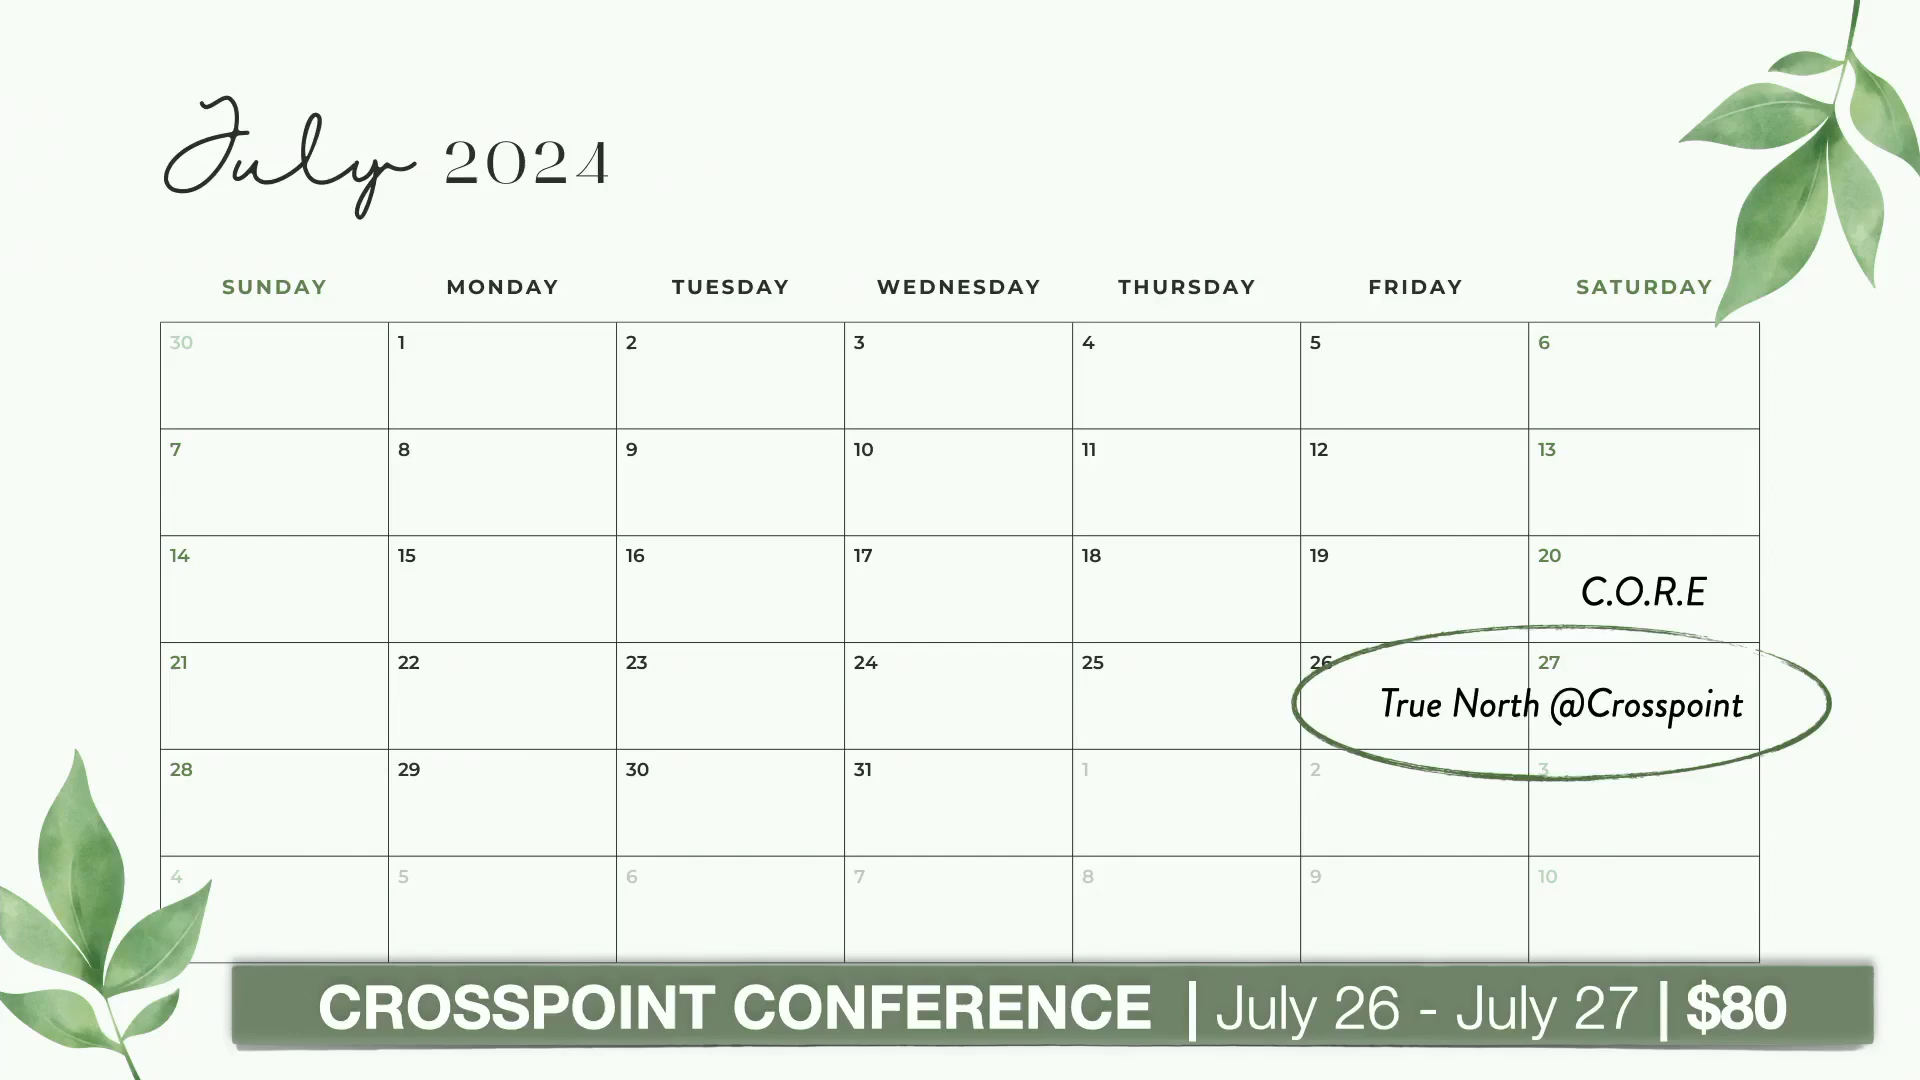 July 2024
SUNDAY MONDAY TUESDAY WEDNESDAY THURSDAY FRIDAY SATURDAY
30 1 2 3 4 5 6
7 8 9 10 11 12 13
14 15 16 17 18 19 20
C.O.R.E
21 22 23 24 25 26 27
True North @Crosspoint
28 29 30 31 1 2 3
4 5 6 7 8 9 10
CROSSPOINT CONFERENCE | July 26 - July 27 | $80